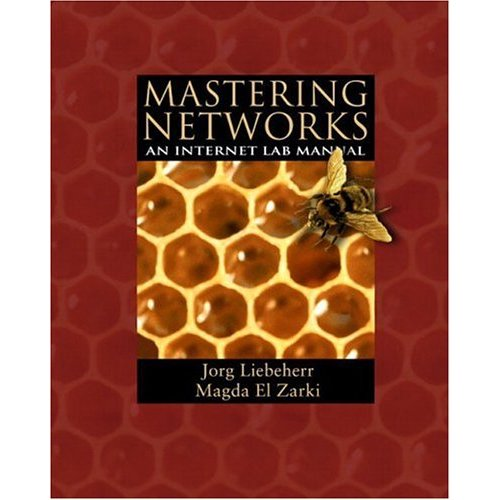 MASTERING
NETWORKS
AN INTERNET LAB MANUAL
Jorg Liebeherr
Magda El Zarki